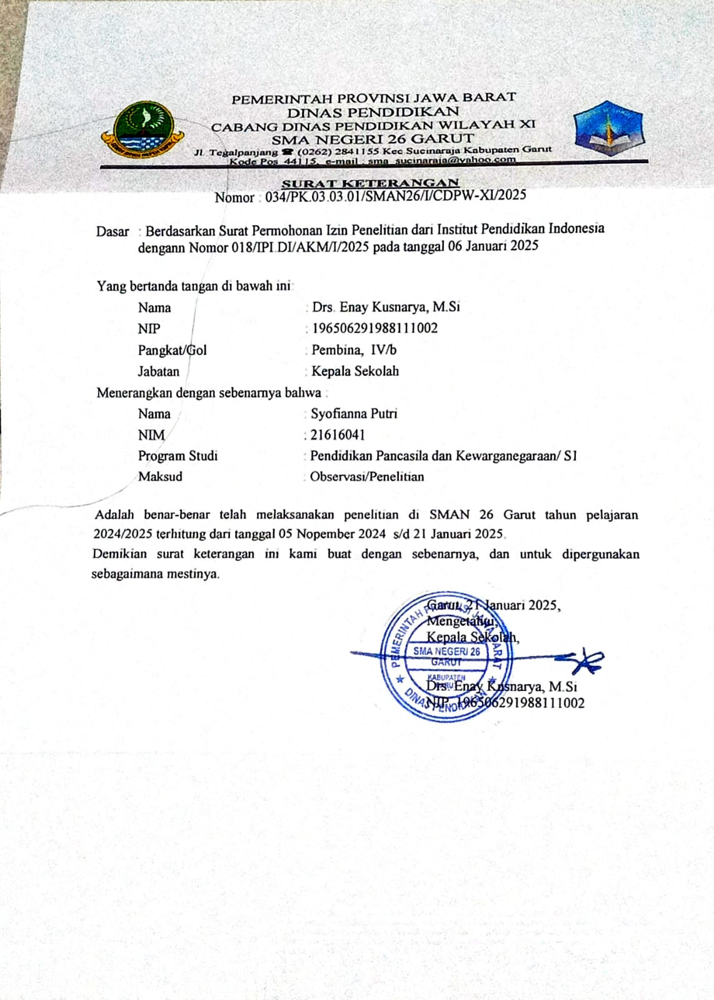 PEMERINTAH PROVINSI JAWA BARAT
DINAS PENDIDIKAN
CABANG DINAS PENDIDIKAN WILAYAH XI
SMA NEGERI 26 GARUT
Jl. Tegalpanjang ☎ (0262) 2841155 Kec Sucinaraja Kabupaten Garut
Kode Pos 44115, e-mail : sma_sucinaraja@yahoo.com
SURAT KETERANGAN
Nomor : 034/PK.03.03.01/SMAN26/I/CDPW-XI/2025
Dasar : Berdasarkan Surat Permohonan Izin Penelitian dari Institut Pendidikan Indonesia
dengann Nomor 018/IPI.DI/AKM/I/2025 pada tanggal 06 Januari 2025
Yang bertanda tangan di bawah ini:
Nama : Drs. Enay Kusnarya, M.Si
NIP : 196506291988111002
Pangkat/Gol : Pembina, IV/b
Jabatan : Kepala Sekolah
Menerangkan dengan sebenarnya bahwa :
Nama : Syofianna Putri
NIM : 21616041
Program Studi : Pendidikan Pancasila dan Kewarganegaraan/ S1
Maksud : Observasi/Penelitian
Adalah benar-benar telah melaksanakan penelitian di SMAN 26 Garut tahun pelajaran
2024/2025 terhitung dari tanggal 05 Nopember 2024 s/d 21 Januari 2025.
Demikian surat keterangan ini kami buat dengan sebenarnya, dan untuk dipergunakan
sebagaimana mestinya.
Garut, 21 Januari 2025,
Mengetahui,
Kepala Sekolah,
PEMERINTAH PROVINSI JAWA BARAT
SMA NEGERI 26
GARUT
KABUPATEN
GARUT
DINAS PENDIDIKAN
Drs. Enay Kusnarya, M.Si
NIP. 196506291988111002